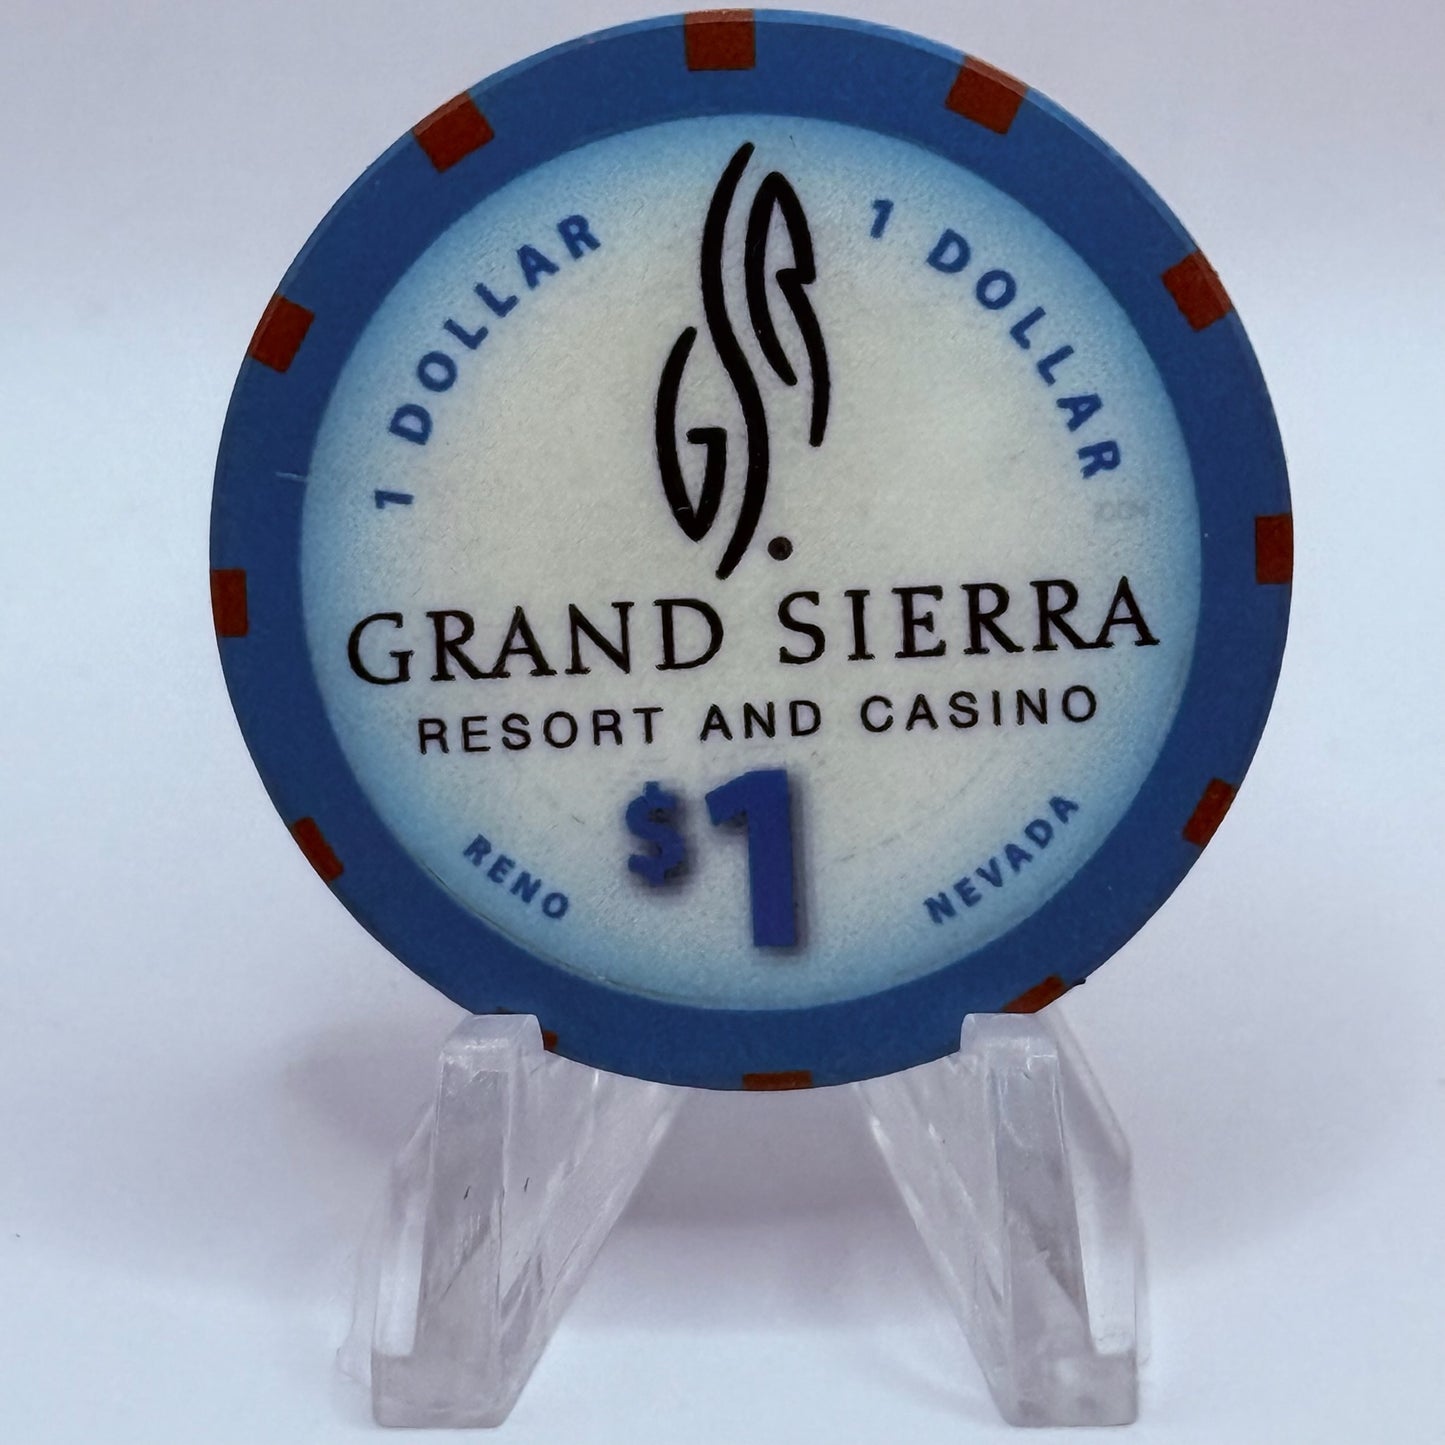 1 DOLLAR
1 DOLLAR
GSR
GRAND SIERRA
RESORT AND CASINO
$1
RENO
NEVADA